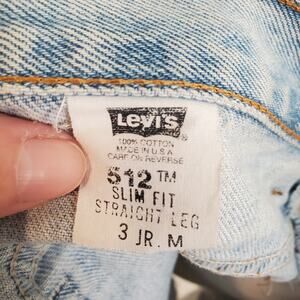 Levi's ®
100% COTTON
MADE IN U.S.A
CARE ON REVERSE
512 TM
SLIM FIT
STRAIGHT LEG
3 JR. M